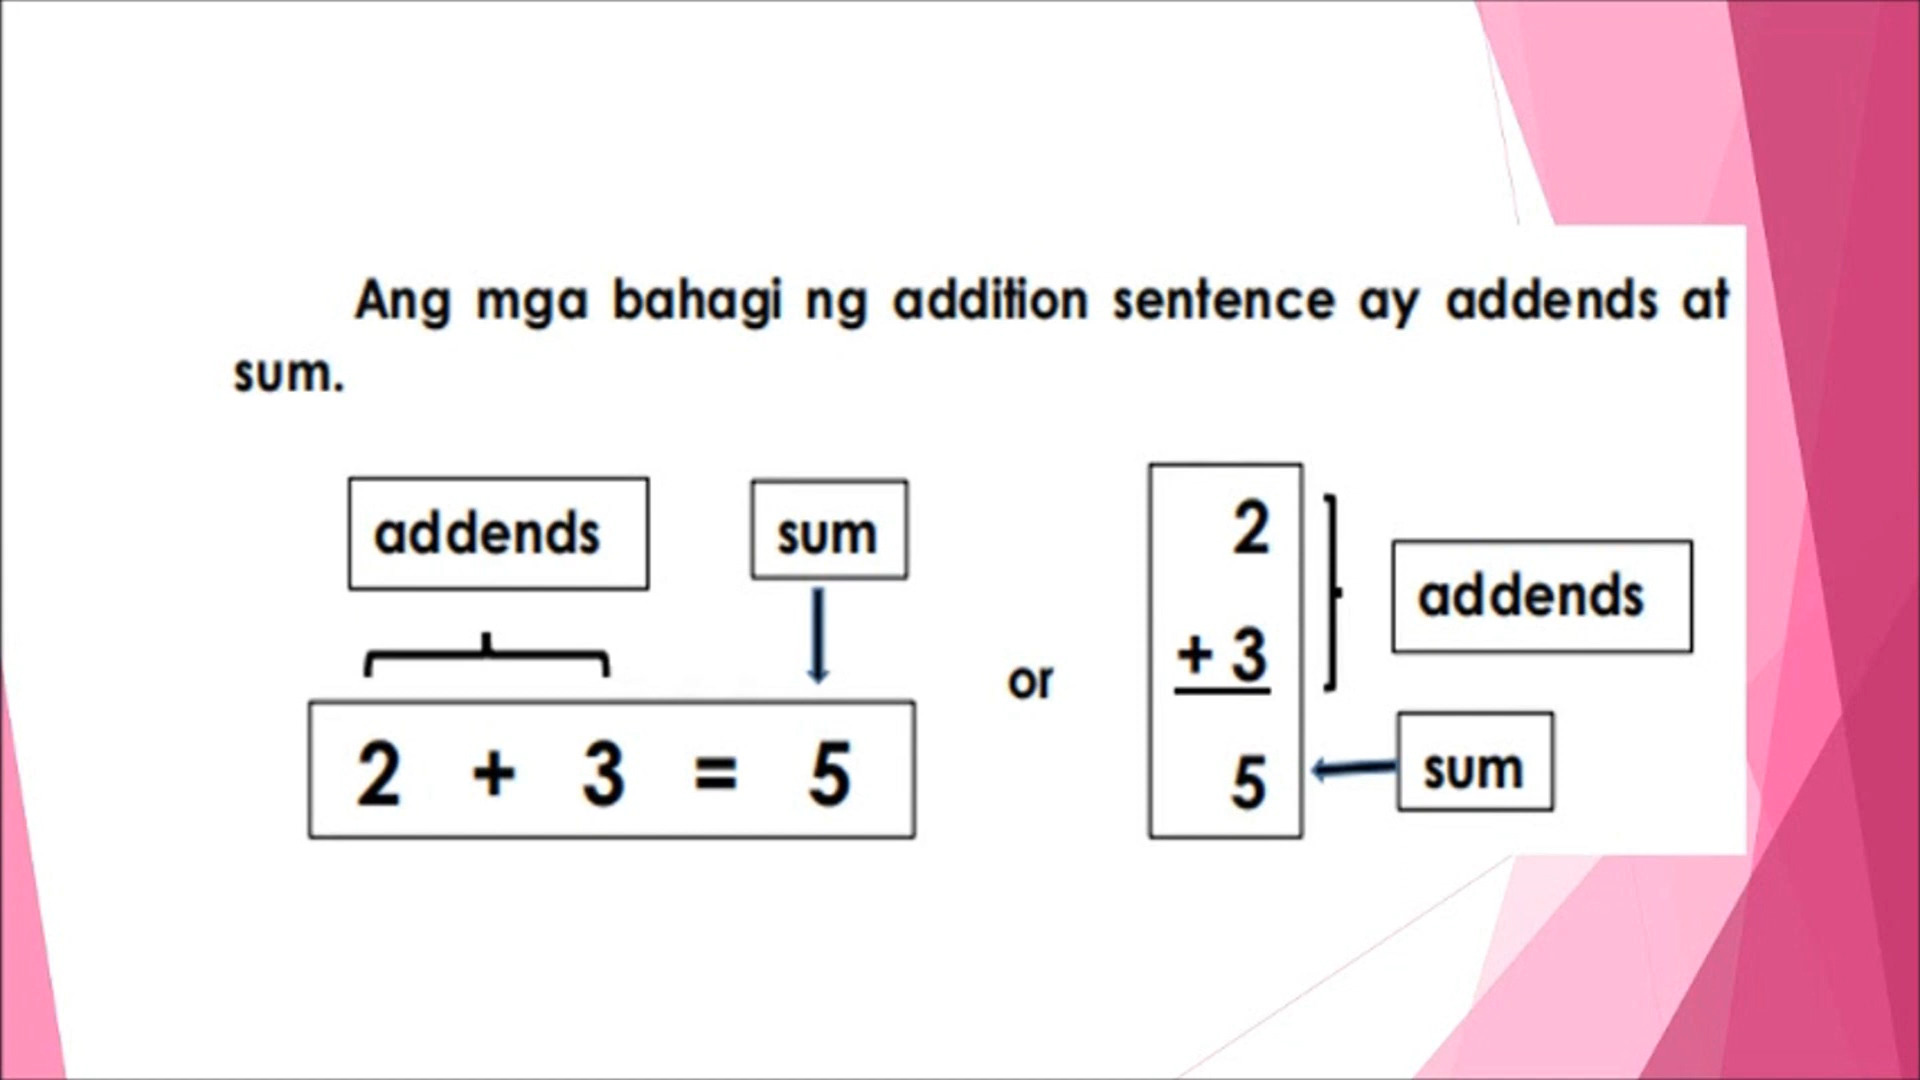 Ang mga bahagi ng addition sentence ay addends at
sum.
addends
sum
2 + 3 = 5
or
2
+ 3
5
addends
sum